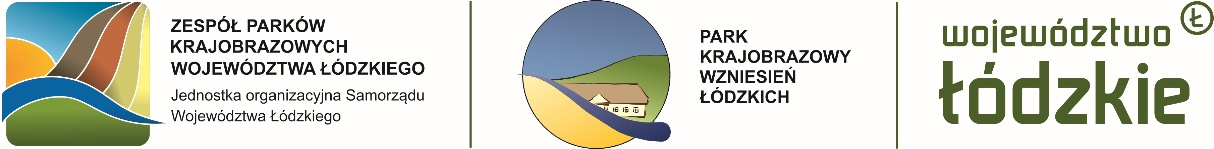 ZESPÓŁ PARKÓW
KRAJOBRAZOWYCH
WOJEWÓDZTWA ŁÓDZKIEGO
Jednostka organizacyjna Samorządu
Województwa Łódzkiego
PARK
KRAJOBRAZOWY
WZNIESIEŃ
ŁÓDZKICH
województwo Ł
łódzkie